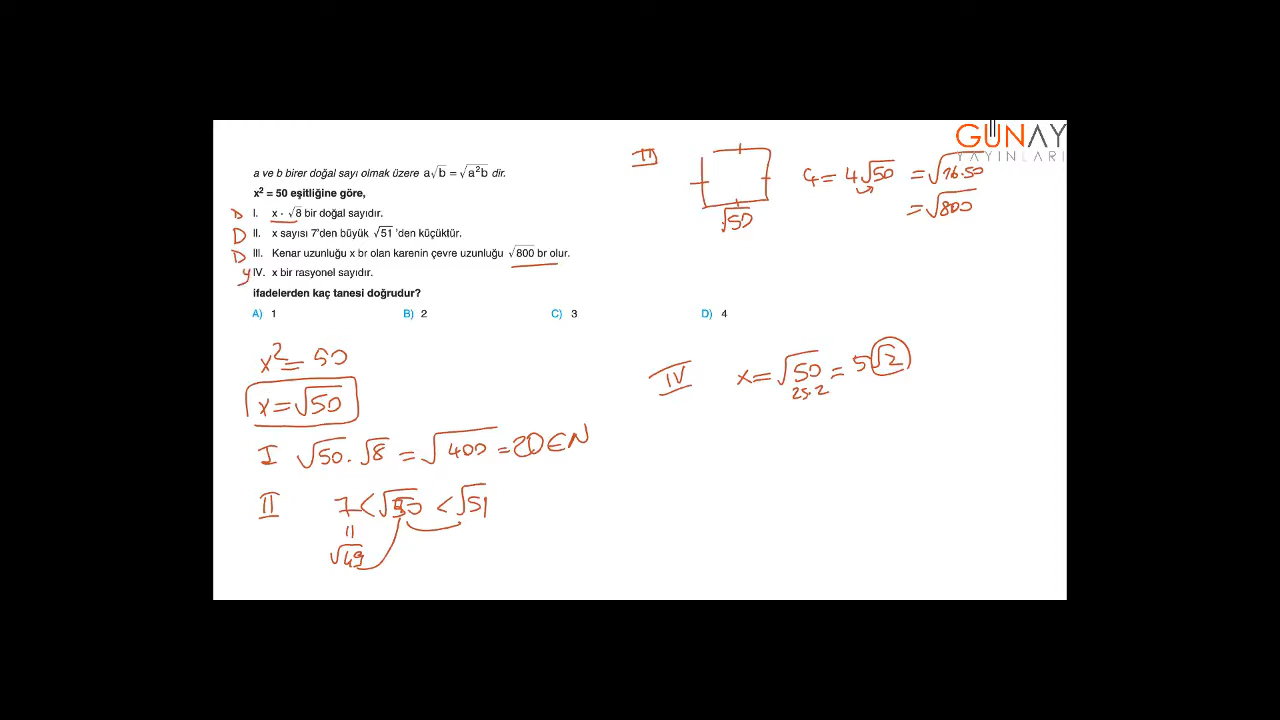 GÜNAY
YAYINLARI
a ve b birer doğal sayı olmak üzere a√b = √a²b dir.
x² = 50 eşitliğine göre,
D I. x · √8 bir doğal sayıdır.
D II. x sayısı 7'den büyük √51 'den küçüktür.
D III. Kenar uzunluğu x br olan karenin çevre uzunluğu √800 br olur.
y IV. x bir rasyonel sayıdır.
ifadelerden kaç tanesi doğrudur?
A) 1 B) 2 C) 3 D) 4
x² = 50
x = √50
I √50 . √8 = √400 = 20 ∈ N
II 7 < √50 < √51
=
√49
√50
Ç = 4√50 = √16.50
= √800
IV x = √50 = 5√2
25.2